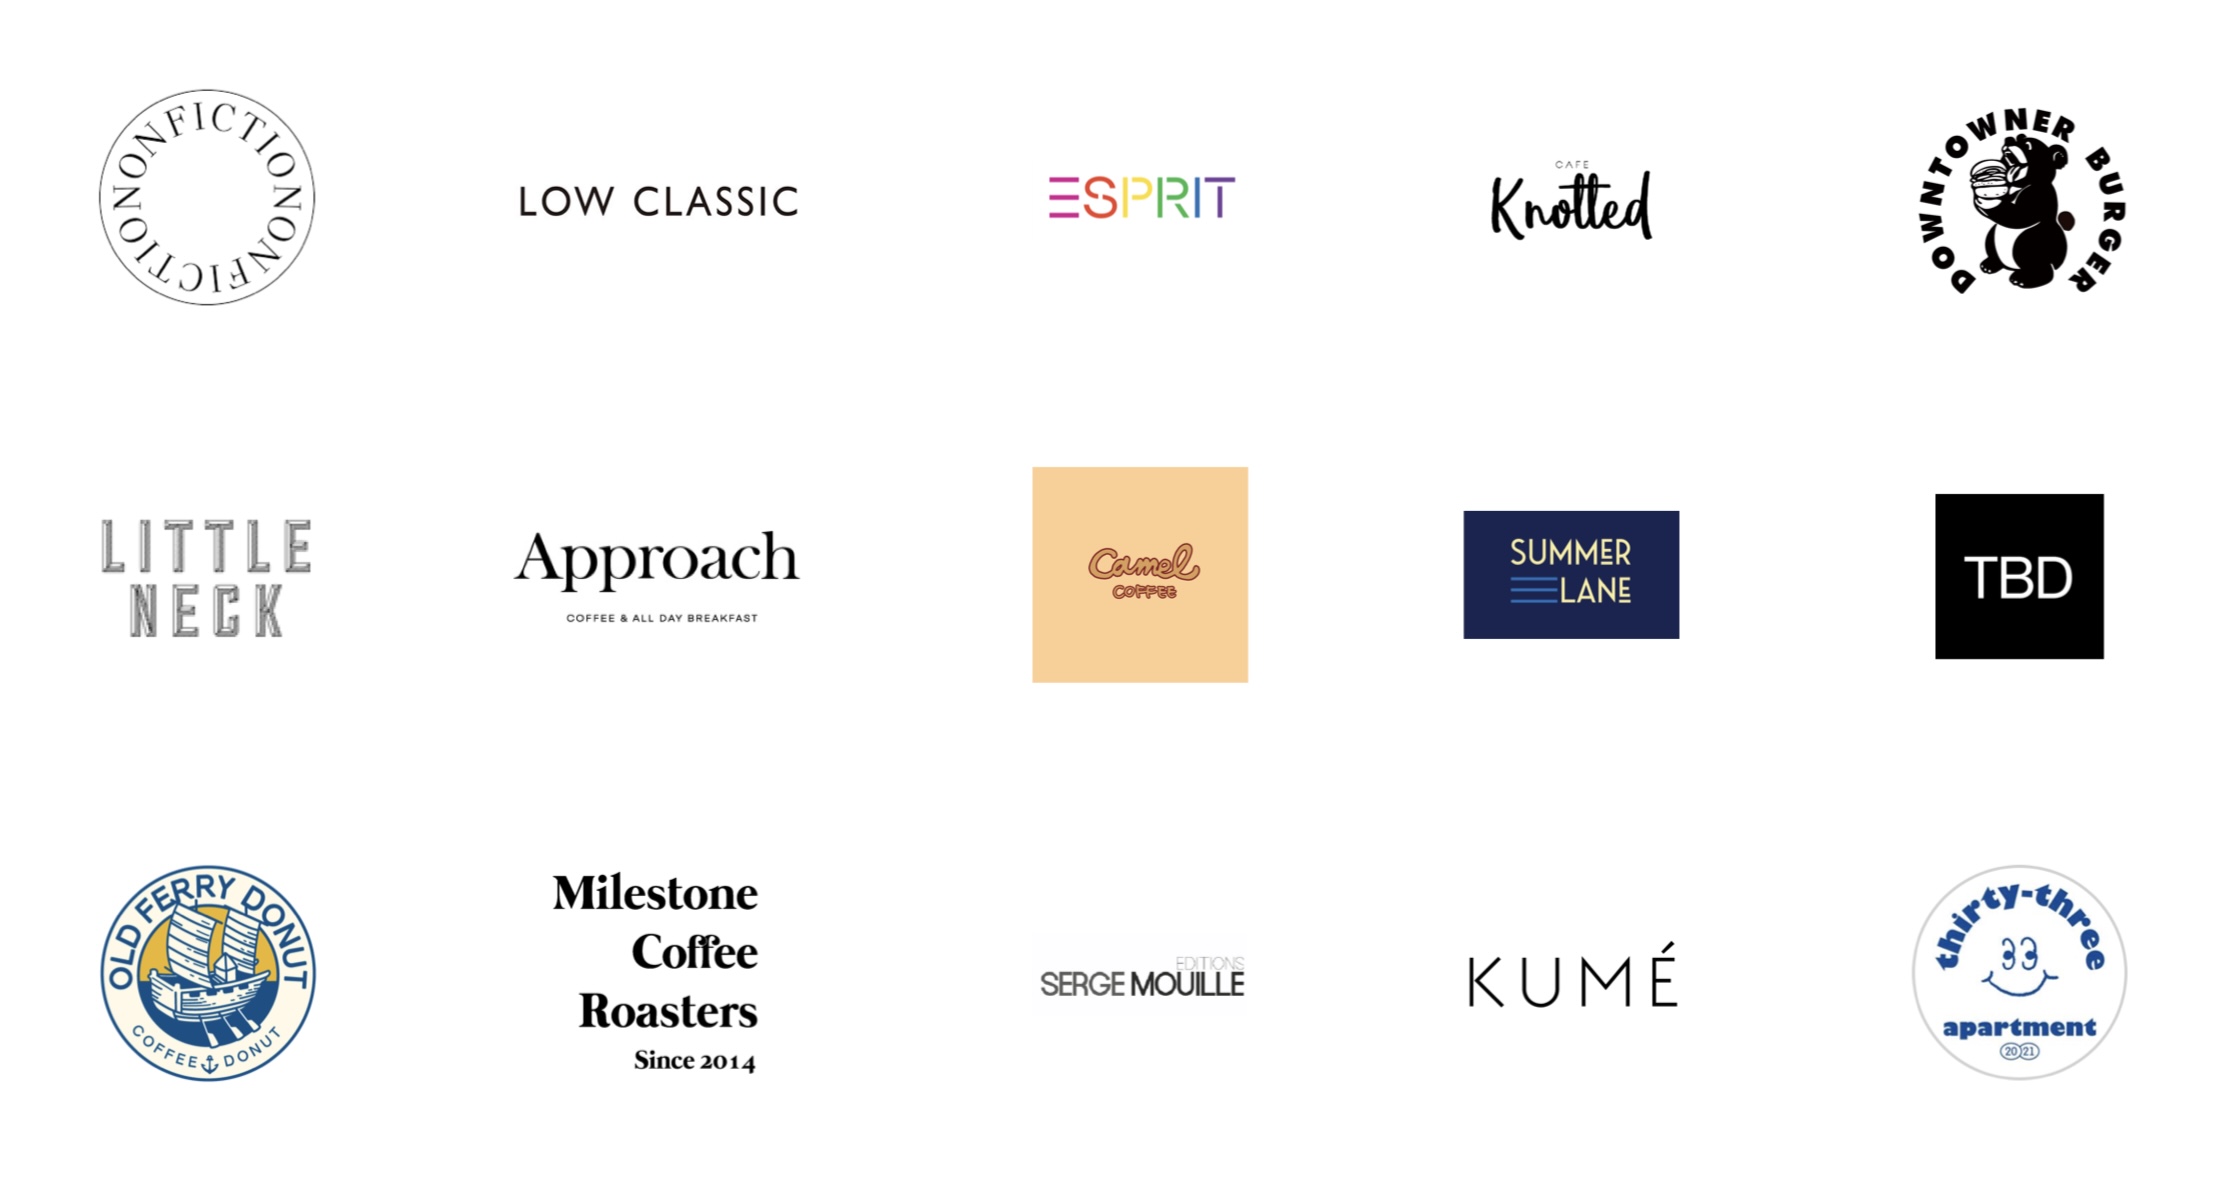 NONFICTIONONFICTIO
LOW CLASSIC
ESPRIT
CAFE
Knotted
DOWNTOWNER BURGER
LITTLE
NECK
Approach
COFFEE & ALL DAY BREAKFAST
Camel
COFFEE
SUMMER
LANE
TBD
OLD FERRY DONUT
COFFEE DONUT
Milestone
Coffee
Roasters
Since 2014
EDITIONS
SERGE MOUILLE
KUMÉ
thirty-three
33
apartment
20 21